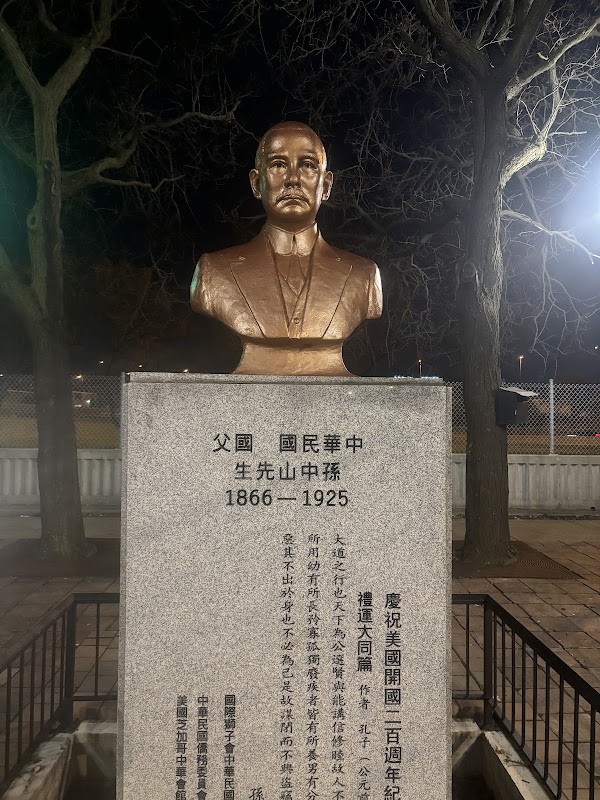 中華民國 國父
孫中山先生
1866—1925
慶祝美國開國二百週年紀
禮運大同篇 作者 孔子（公元前
大道之行也天下為公選賢與能講信修睦故人不
所用幼有所長矜寡孤獨廢疾者皆有所養男有分
惡其不出於身也不必為己是故謀閉而不興盜竊
孫
國際獅子會中華民國
中華民國僑務委員會
美國芝加哥中華會館